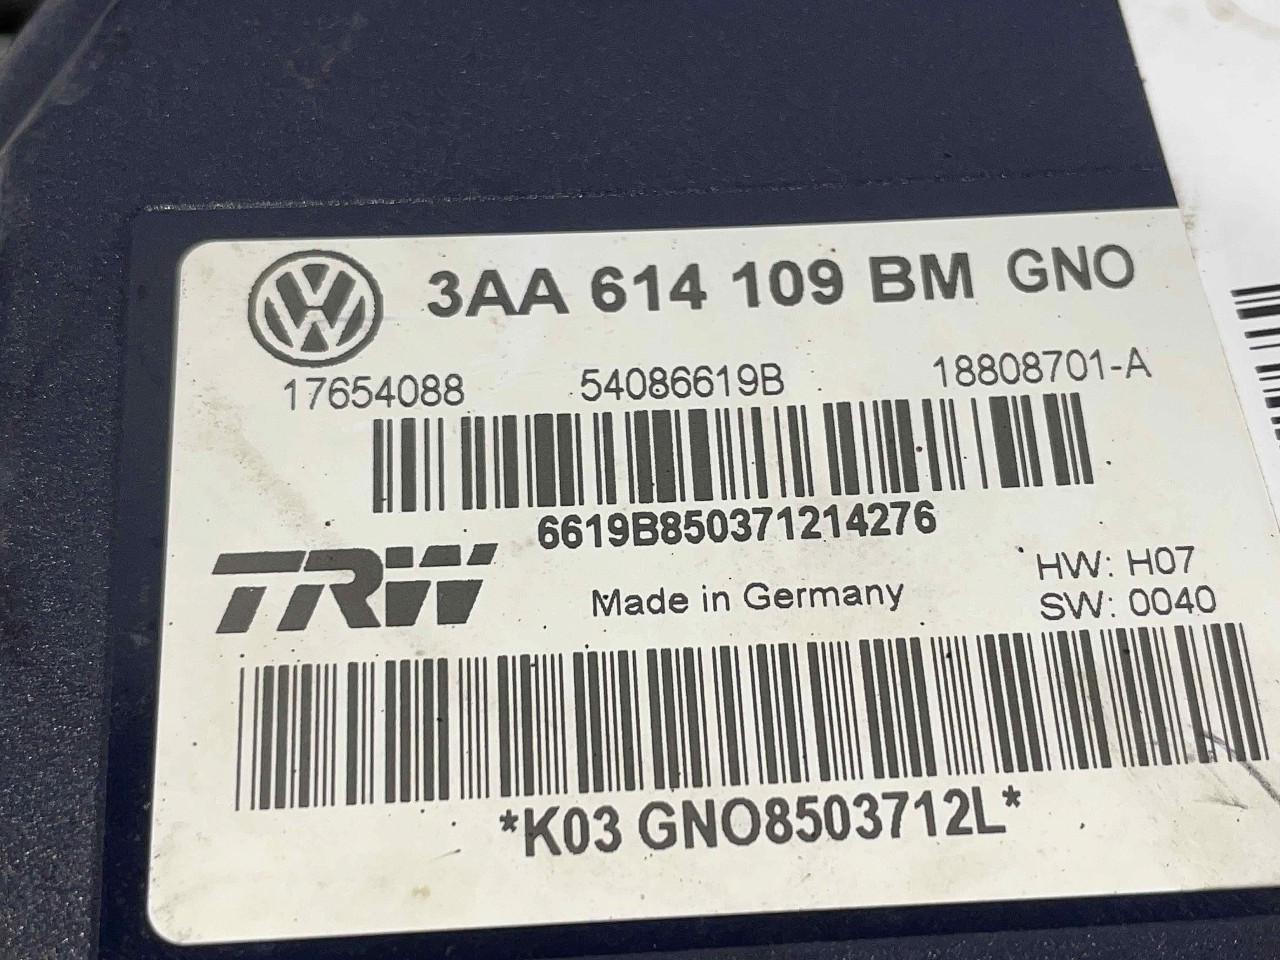 3AA 614 109 BM GNO
17654088 54086619B 18808701-A
6619B850371214276
TRW
Made in Germany
HW: H07
SW: 0040
*K03 GNO8503712L*